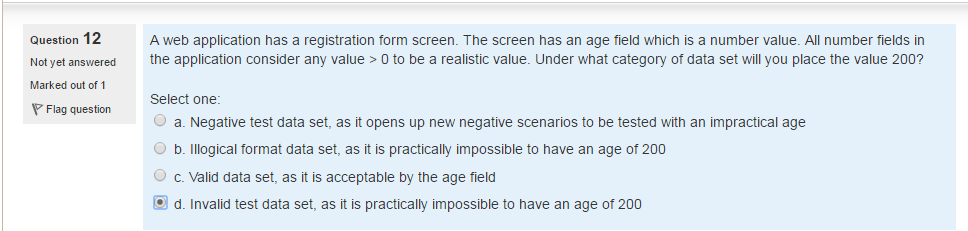 Question 12
Not yet answered
Marked out of 1
Flag question
A web application has a registration form screen. The screen has an age field which is a number value. All number fields in
the application consider any value > 0 to be a realistic value. Under what category of data set will you place the value 200?
Select one:
a. Negative test data set, as it opens up new negative scenarios to be tested with an impractical age
b. Illogical format data set, as it is practically impossible to have an age of 200
c. Valid data set, as it is acceptable by the age field
d. Invalid test data set, as it is practically impossible to have an age of 200